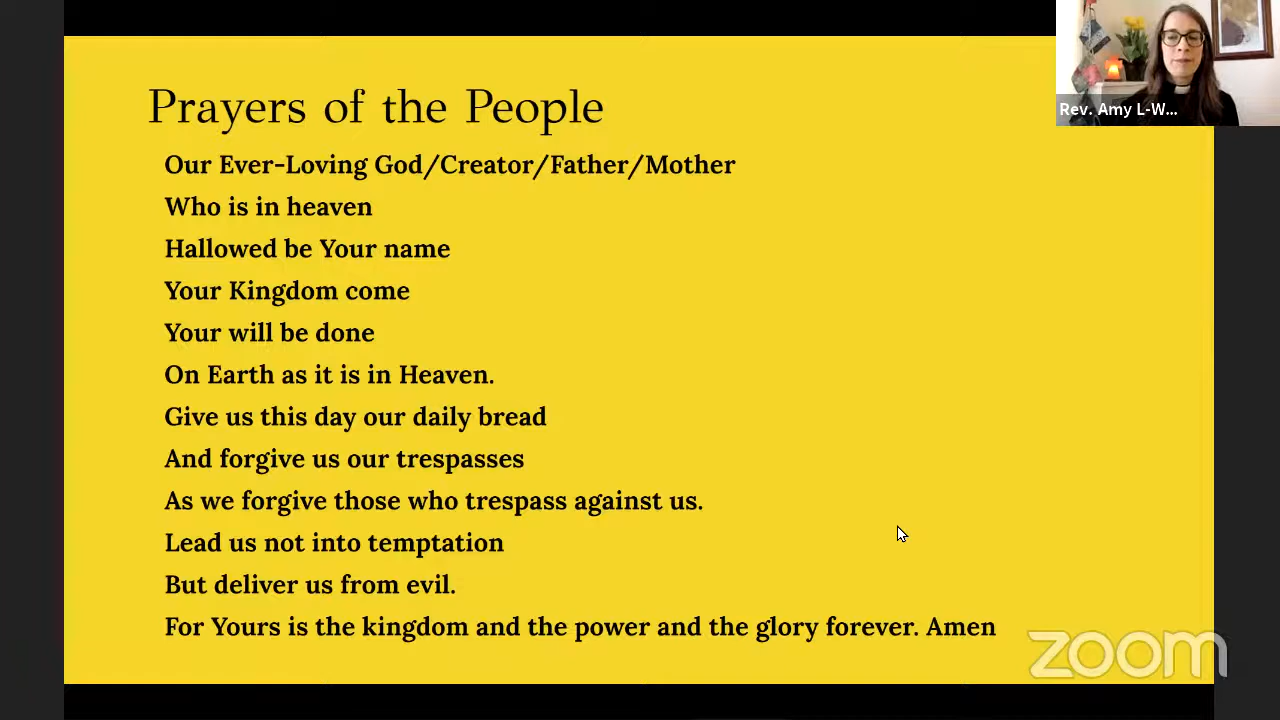 Prayers of the People
Our Ever-Loving God/Creator/Father/Mother
Who is in heaven
Hallowed be Your name
Your Kingdom come
Your will be done
On Earth as it is in Heaven.
Give us this day our daily bread
And forgive us our trespasses
As we forgive those who trespass against us.
Lead us not into temptation
But deliver us from evil.
For Yours is the kingdom and the power and the glory forever. Amen
Rev. Amy L-W...
zoom